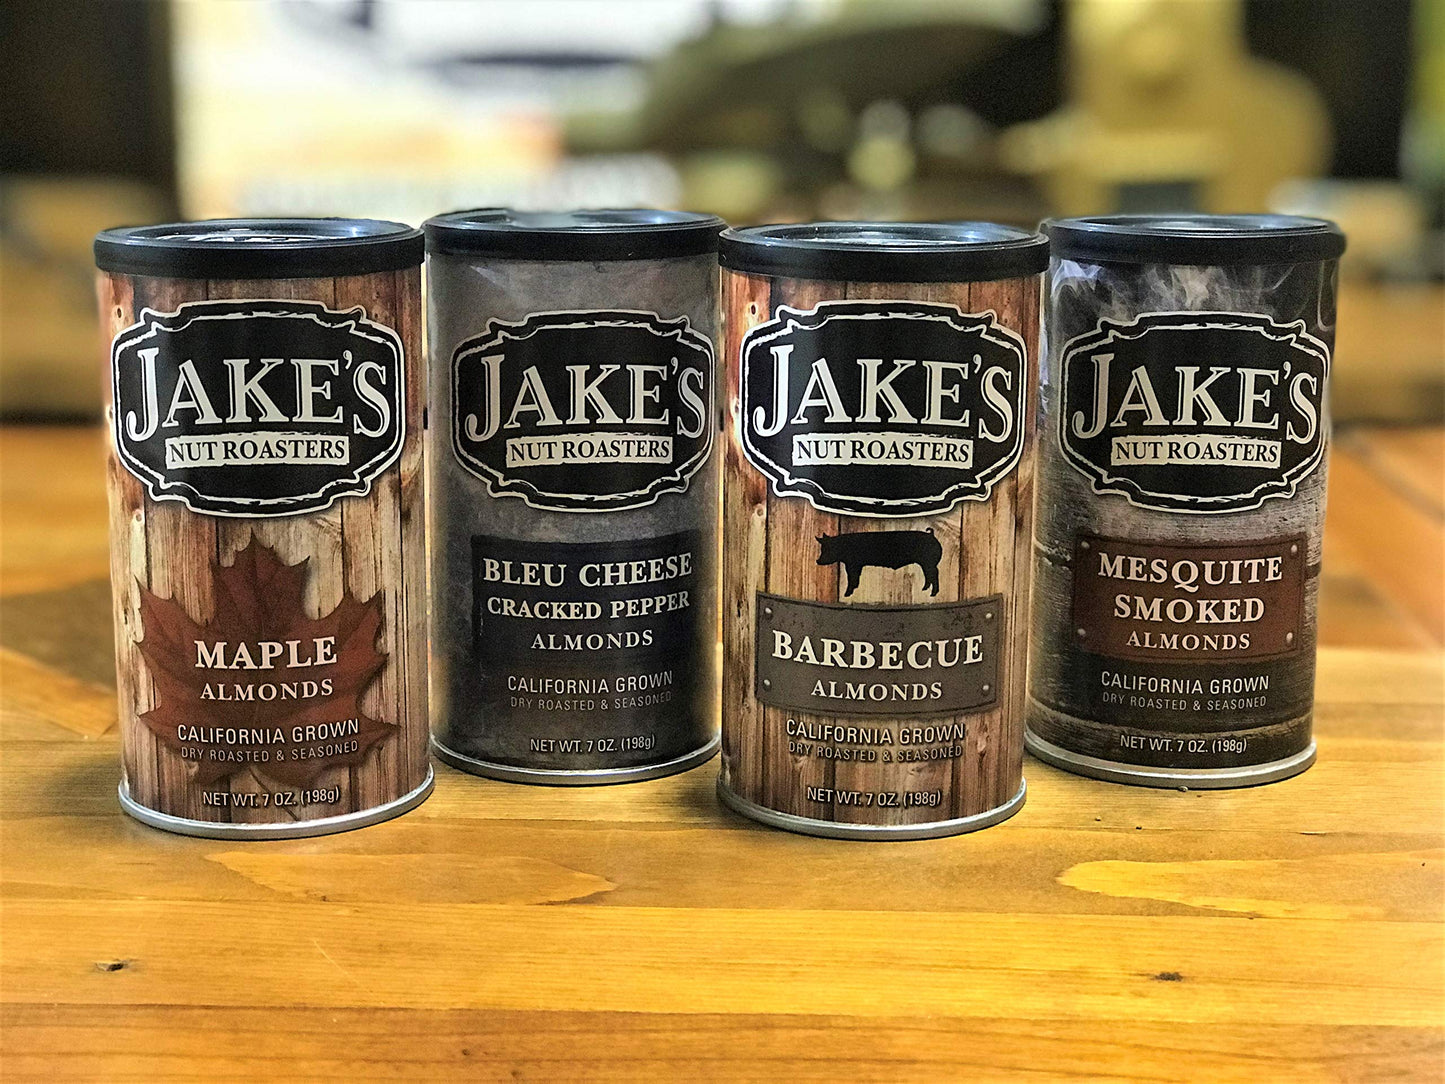 JAKE'S
NUT ROASTERS
MAPLE
ALMONDS
CALIFORNIA GROWN
DRY ROASTED & SEASONED
NET WT. 7 OZ. (198g)
JAKE'S
NUT ROASTERS
BLEU CHEESE
CRACKED PEPPER
ALMONDS
CALIFORNIA GROWN
DRY ROASTED & SEASONED
NET WT. 7 OZ. (198g)
JAKE'S
NUT ROASTERS
BARBECUE
ALMONDS
CALIFORNIA GROWN
DRY ROASTED & SEASONED
NET WT. 7 OZ. (198g)
JAKE'S
NUT ROASTERS
MESQUITE
SMOKED
ALMONDS
CALIFORNIA GROWN
DRY ROASTED & SEASONED
NET WT. 7 OZ. (198g)